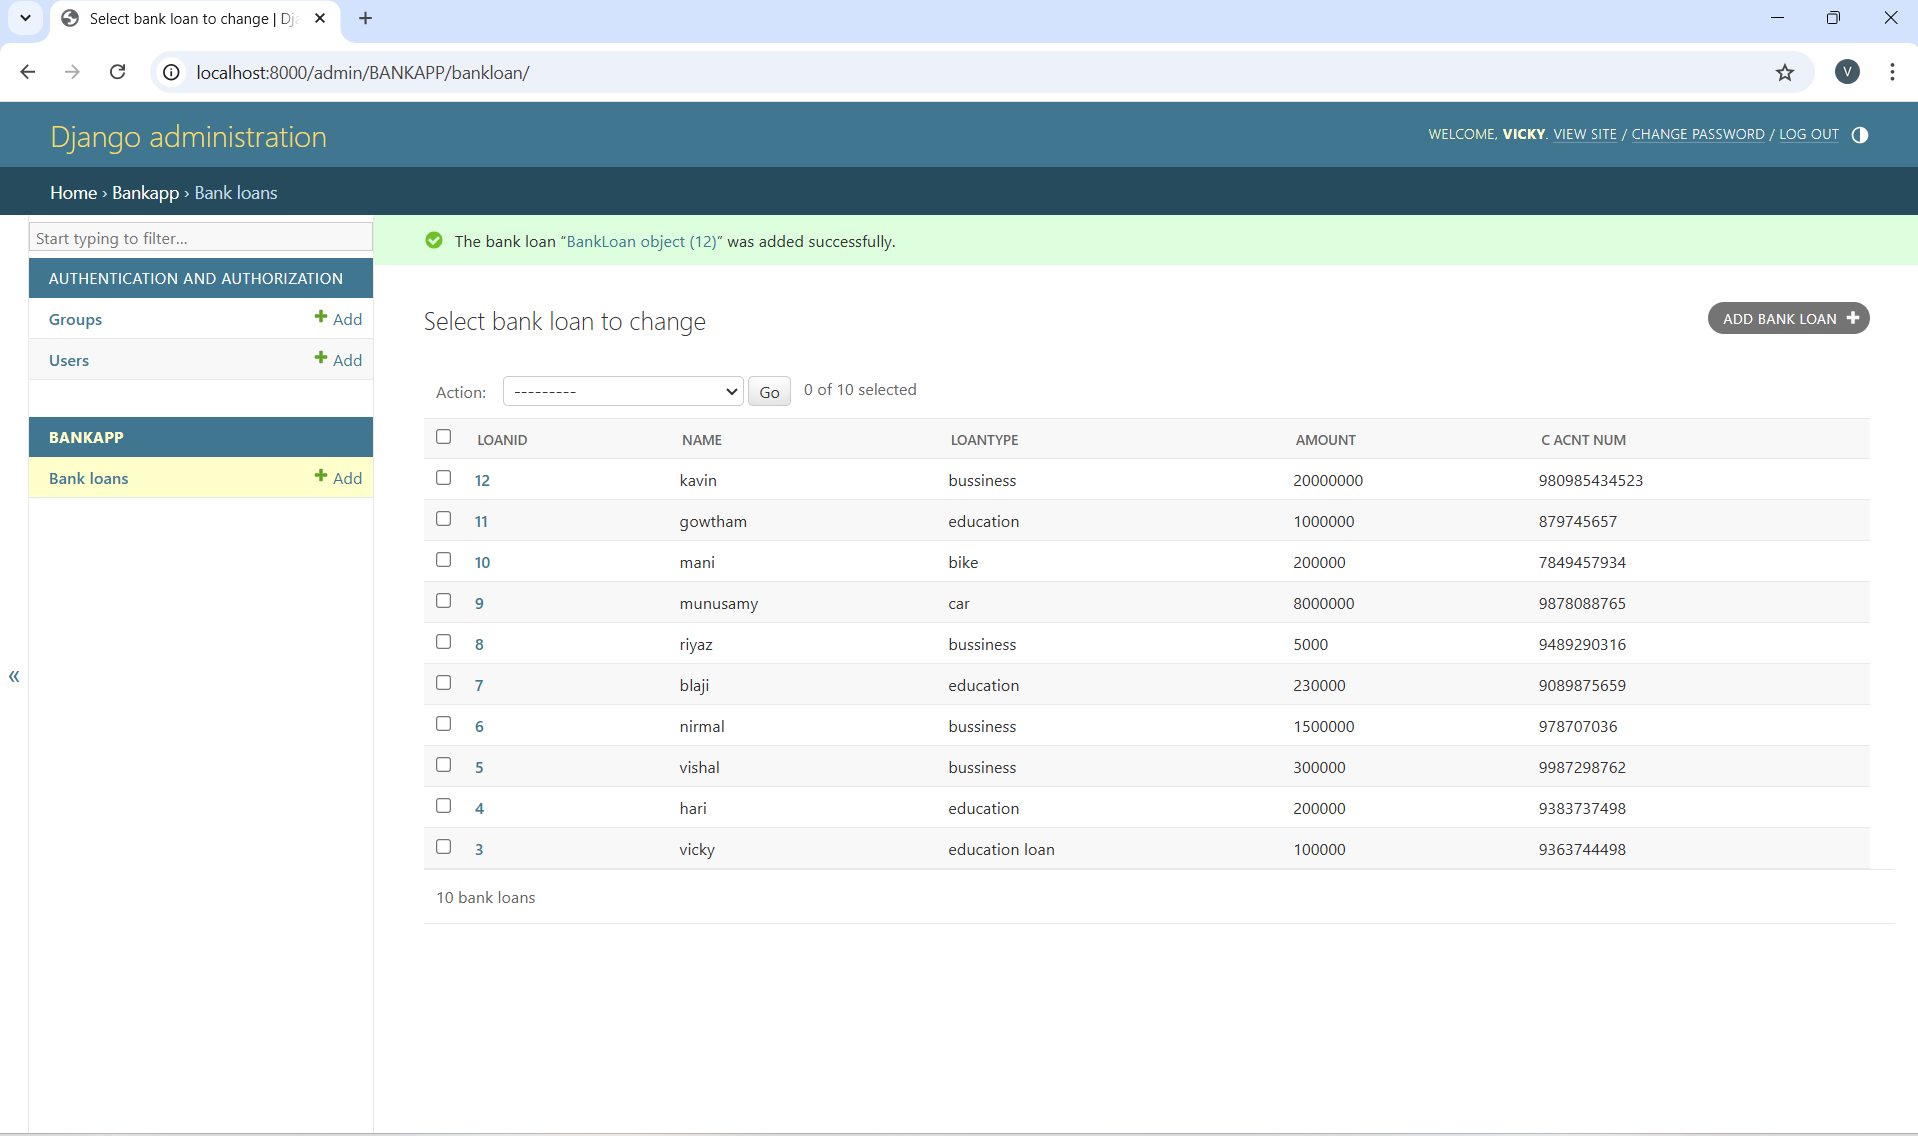 Select bank loan to change | Dj
localhost:8000/admin/BANKAPP/bankloan/
V
Django administration
WELCOME, VICKY. VIEW SITE / CHANGE PASSWORD / LOG OUT
Home › Bankapp › Bank loans
Start typing to filter...
The bank loan “BankLoan object (12)” was added successfully.
AUTHENTICATION AND AUTHORIZATION
Groups + Add
Users + Add
BANKAPP
Bank loans + Add
«
Select bank loan to change
ADD BANK LOAN +
Action: --------- Go 0 of 10 selected
LOANID NAME LOANTYPE AMOUNT C ACNT NUM
12 kavin bussiness 20000000 980985434523
11 gowtham education 1000000 879745657
10 mani bike 200000 7849457934
9 munusamy car 8000000 9878088765
8 riyaz bussiness 5000 9489290316
7 blaji education 230000 9089875659
6 nirmal bussiness 1500000 978707036
5 vishal bussiness 300000 9987298762
4 hari education 200000 9383737498
3 vicky education loan 100000 9363744498
10 bank loans